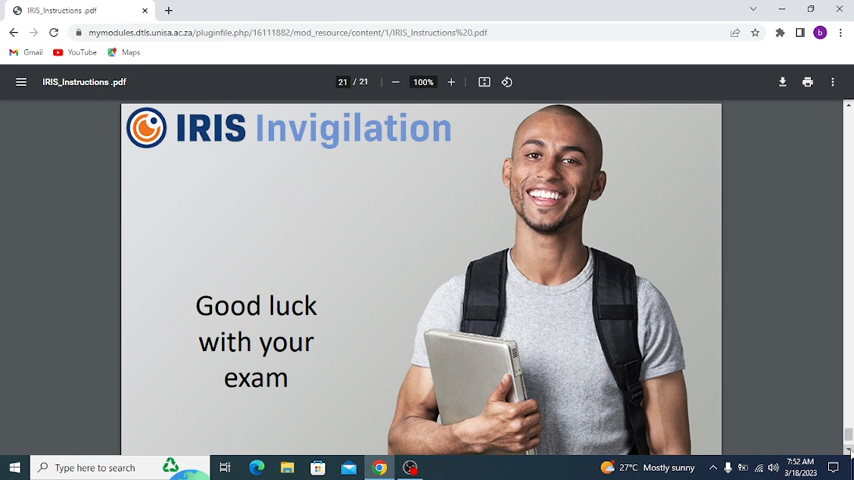 IRIS_Instructions .pdf
mymodules.dtls.unisa.ac.za/pluginfile.php/16111882/mod_resource/content/1/IRIS_Instructions%20.pdf
b
Gmail YouTube Maps
IRIS_Instructions .pdf 21 / 21 100%
IRIS Invigilation
Good luck
with your
exam
Type here to search
27°C Mostly sunny
7:52 AM
3/18/2023